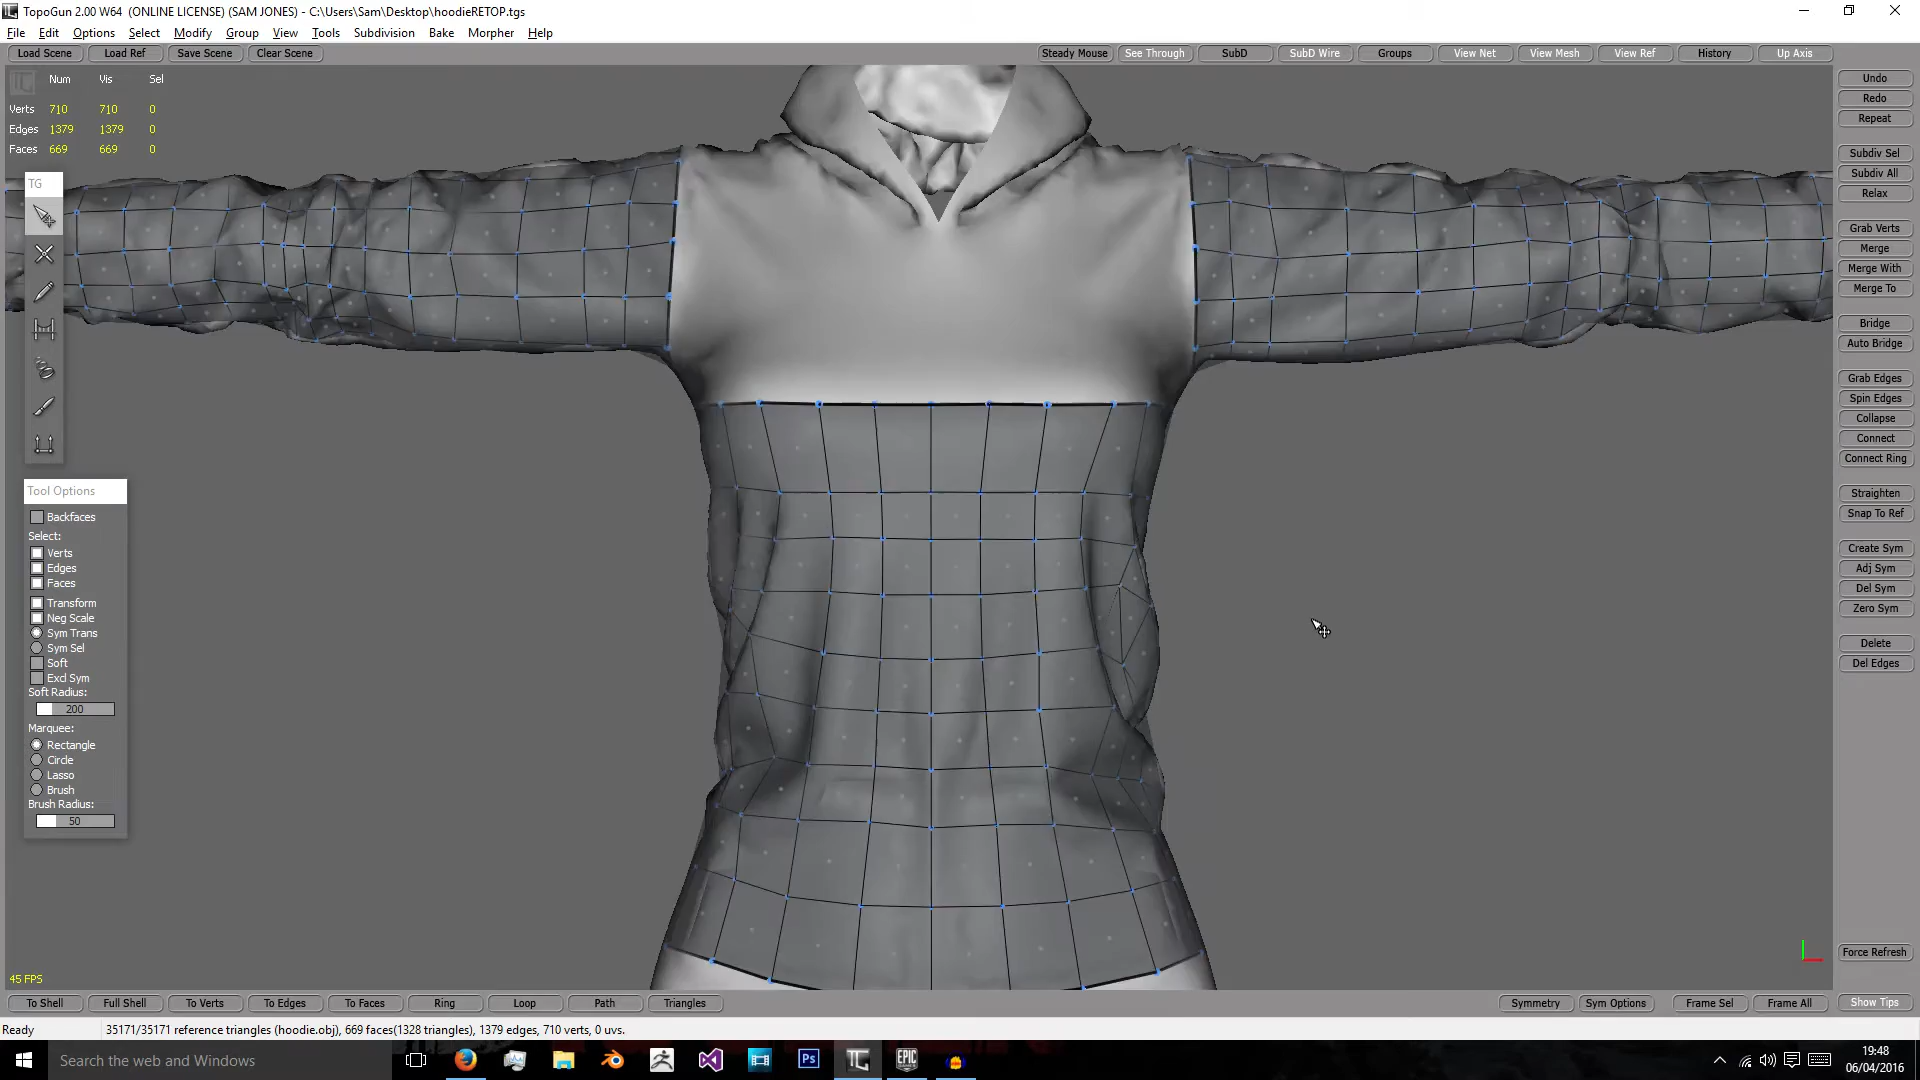 TopoGun 2.00 W64 (ONLINE LICENSE) (SAM JONES) - C:\Users\Sam\Desktop\hoodieRETOP.tgs
File Edit Options Select Modify Group View Tools Subdivision Bake Morpher Help
Load Scene Load Ref Save Scene Clear Scene Steady Mouse See Through SubD SubD Wire Groups View Net View Mesh View Ref History Up Axis
Num Vis Sel
Verts 710 710 0
Edges 1379 1379 0
Faces 669 669 0
TG
Tool Options
Backfaces
Select:
Verts
Edges
Faces
Transform
Neg Scale
Sym Trans
Sym Sel
Soft
Excl Sym
Soft Radius:
200
Marquee:
Rectangle
Circle
Lasso
Brush
Brush Radius:
50
45 FPS
Undo
Redo
Repeat
Subdiv Sel
Subdiv All
Relax
Grab Verts
Merge
Merge With
Merge To
Bridge
Auto Bridge
Grab Edges
Spin Edges
Collapse
Connect
Connect Ring
Straighten
Snap To Ref
Create Sym
Adj Sym
Del Sym
Zero Sym
Delete
Del Edges
Force Refresh
To Shell Full Shell To Verts To Edges To Faces Ring Loop Path Triangles Symmetry Sym Options Frame Sel Frame All Show Tips
Ready 35171/35171 reference triangles (hoodie.obj), 669 faces(1328 triangles), 1379 edges, 710 verts, 0 uvs.
Search the web and Windows
Ps
EPIC
19:48
06/04/2016